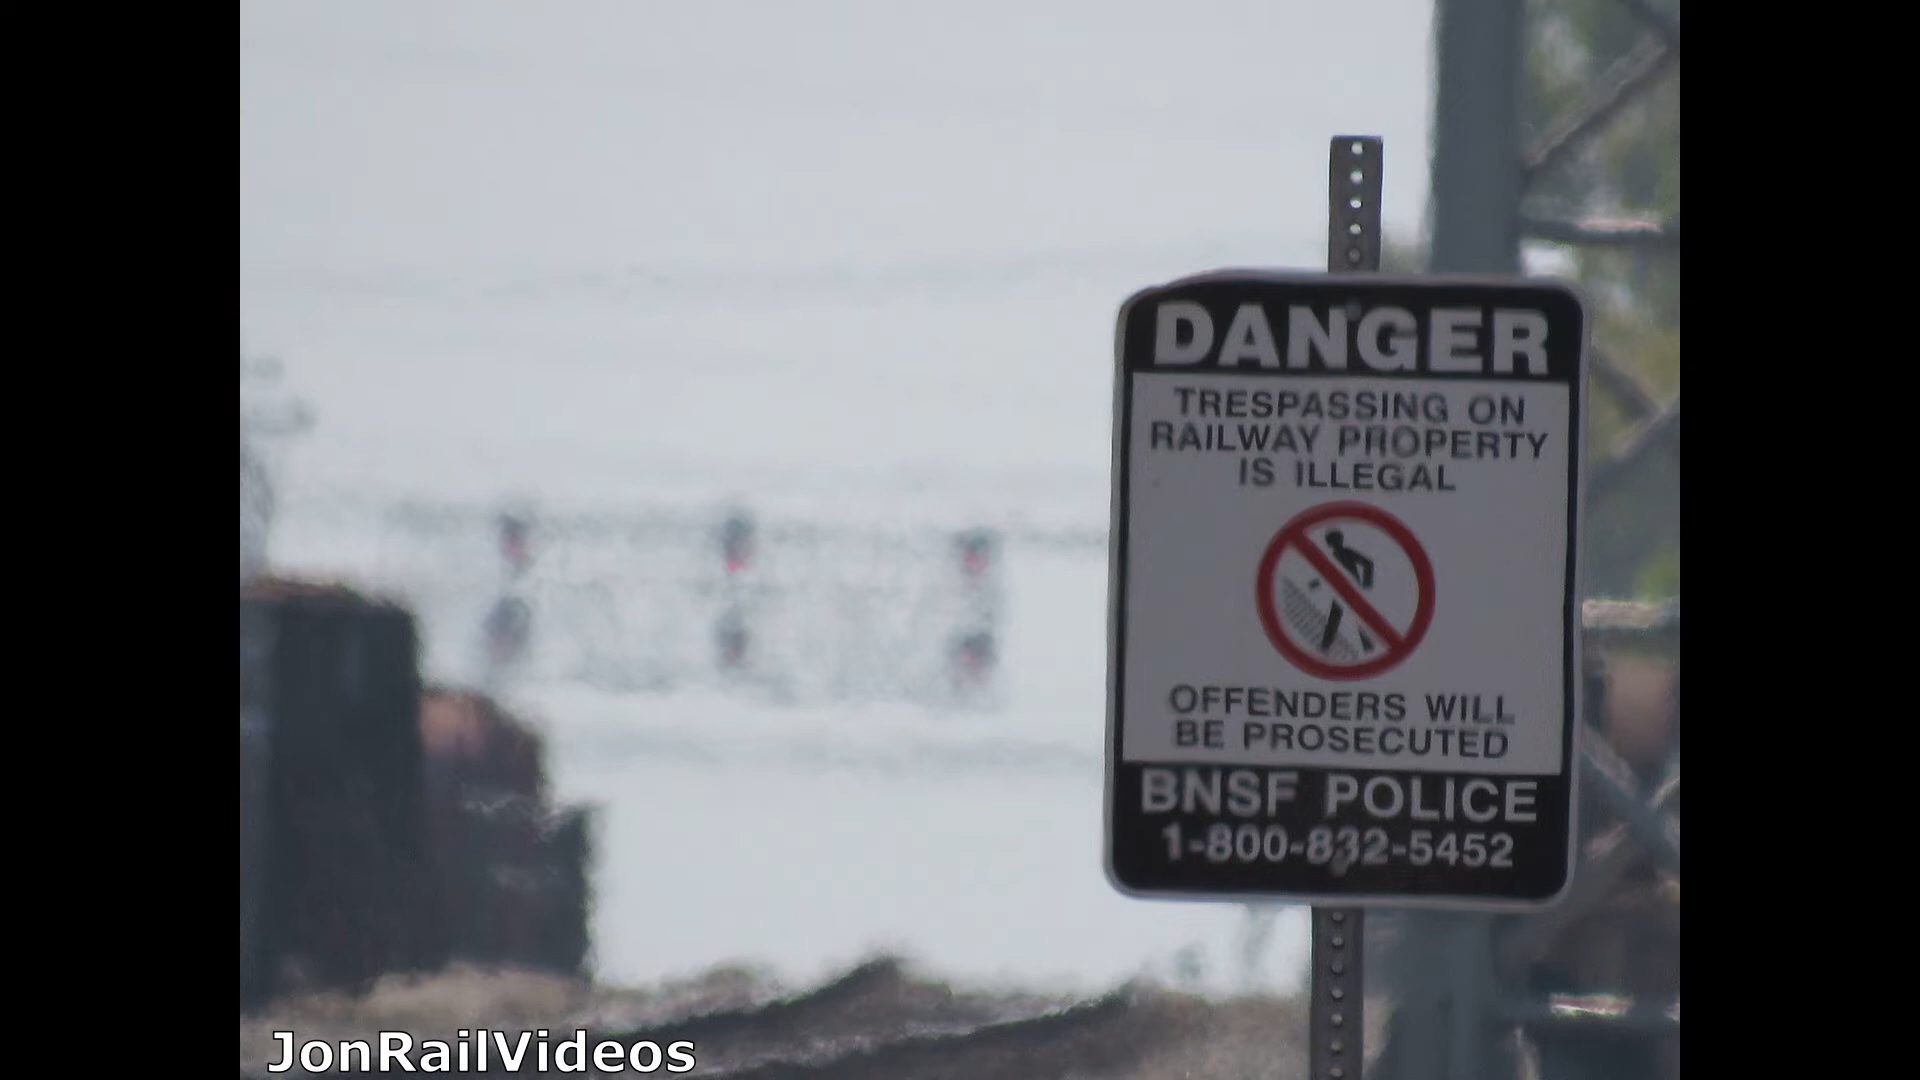 DANGER
TRESPASSING ON
RAILWAY PROPERTY
IS ILLEGAL
OFFENDERS WILL
BE PROSECUTED
BNSF POLICE
1-800-832-5452
JonRailVideos